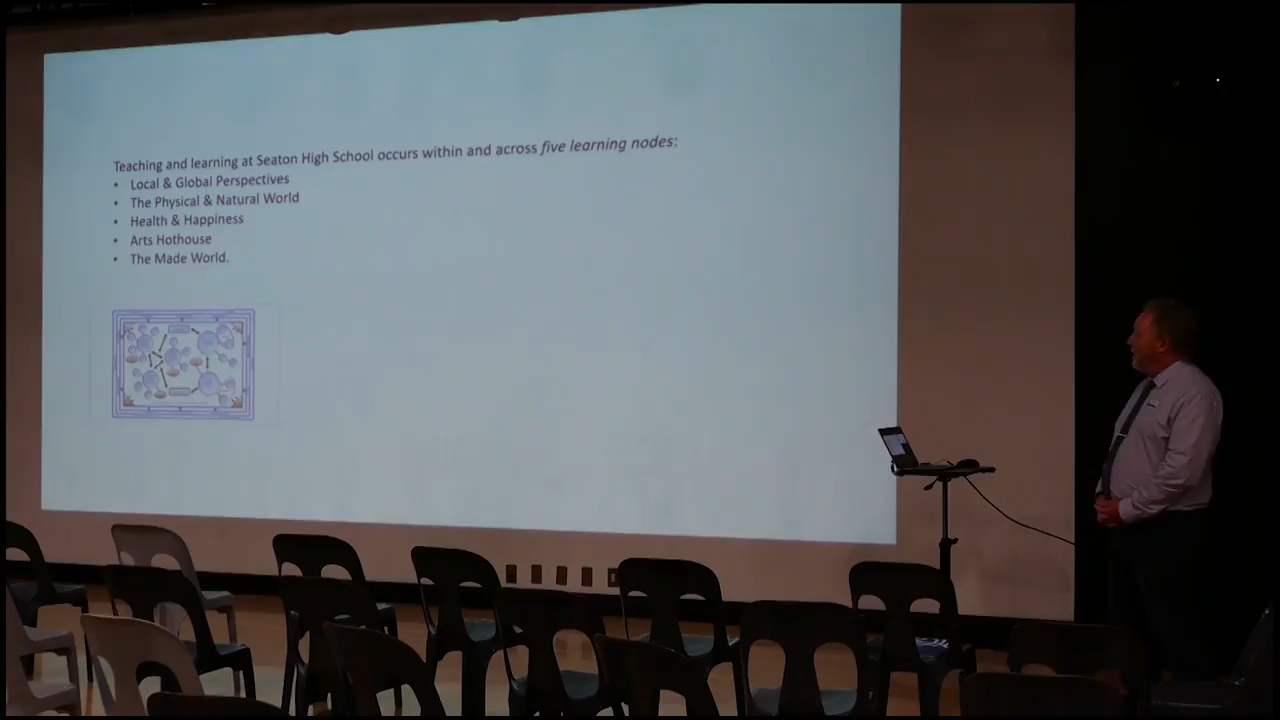 Teaching and learning at Seaton High School occurs within and across five learning nodes:
• Local & Global Perspectives
• The Physical & Natural World
• Health & Happiness
• Arts Hothouse
• The Made World.